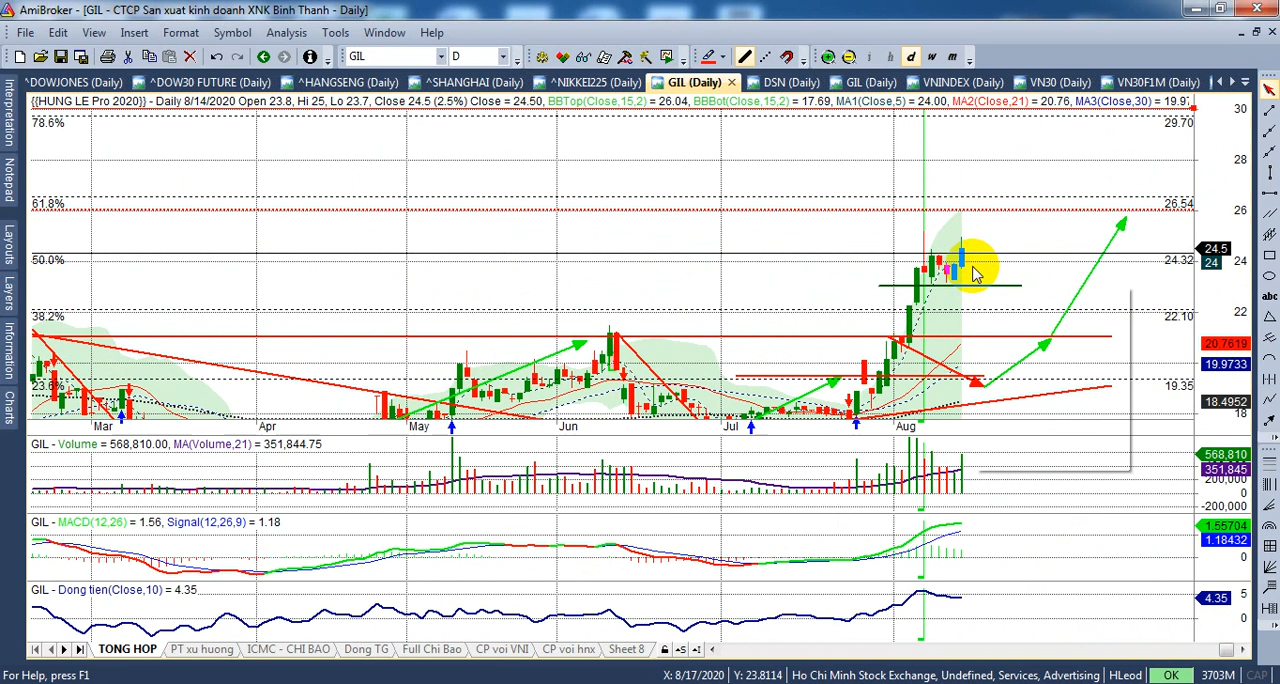 AmiBroker - [GIL - CTCP San xuat kinh doanh XNK Binh Thanh - Daily]
File Edit View Insert Format Symbol Analysis Tools Window Help
GIL D i h d w m
^DOWJONES (Daily) ^DOW30 FUTURE (Daily) ^HANGSENG (Daily) ^SHANGHAI (Daily) ^NIKKEI225 (Daily) GIL (Daily) DSN (Daily) GIL (Daily) VNINDEX (Daily) VN30 (Daily) VN30F1M (Daily)
{{HUNG LE Pro 2020}} - Daily 8/14/2020 Open 23.8, Hi 25, Lo 23.7, Close 24.5 (2.5%) Close = 24.50, BBTop(Close,15,2) = 26.04, BBBot(Close,15,2) = 17.69, MA1(Close,5) = 24.00, MA2(Close,21) = 20.76, MA3(Close,30) = 19.97
30
78.6%
29.70
28
61.8%
26.54
26
24.5
50.0%
24.32
24
24
38.2%
22.10
22
20.7619
19.9733
23.6%
19.35
18.4952
18
Mar Apr May Jun Jul Aug
GIL - Volume = 568,810.00, MA(Volume,21) = 351,844.75
568,810
351,845
200,000
0
-200,000
GIL - MACD(12,26) = 1.56, Signal(12,26,9) = 1.18
1.55704
1.18432
0
GIL - Dong tien(Close,10) = 4.35
5
4.35
0
TONG HOP PT xu huong ICMC - CHI BAO Dong TG Full Chi Bao CP voi VNI CP voi hnx Sheet 8
For Help, press F1 X: 8/17/2020 Y: 23.8114 Ho Chi Minh Stock Exchange, Undefined, Services, Advertising HLeod OK 3703M CAP
Interpretation
Notepad
Layouts
Layers
Information
Charts
abc